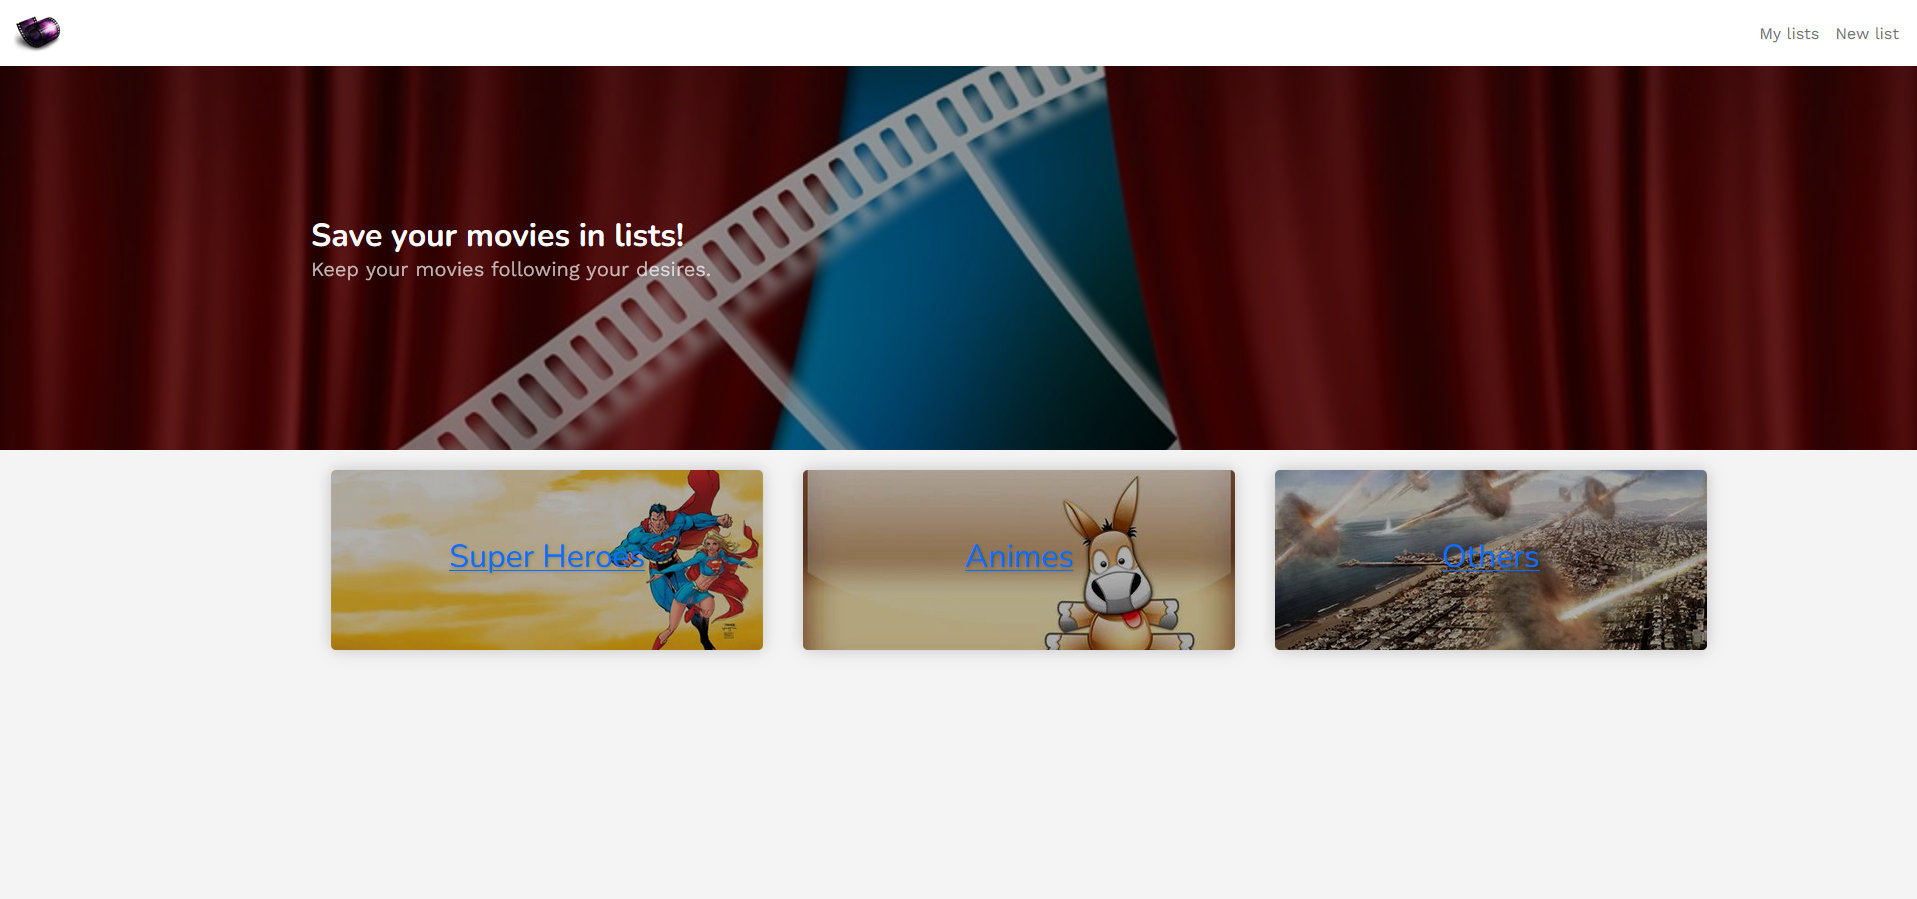 My lists New list
Save your movies in lists!
Keep your movies following your desires.
Super Heroes
Animes
Others